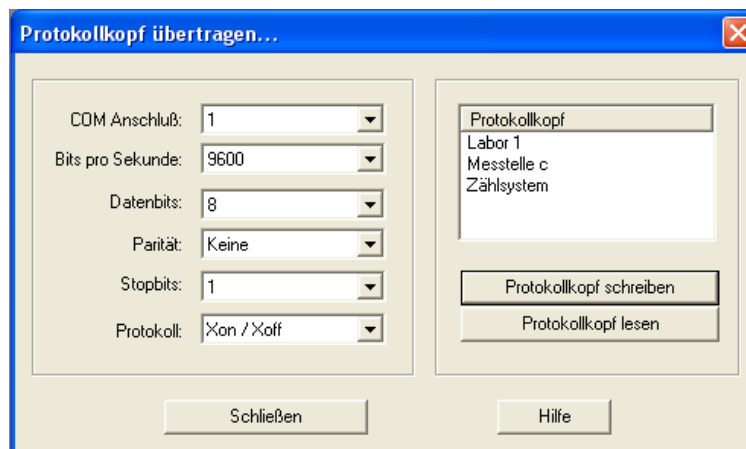 Protokollkopf übertragen...
COM Anschluß: 1
Bits pro Sekunde: 9600
Datenbits: 8
Parität: Keine
Stopbits: 1
Protokoll: Xon / Xoff
Protokollkopf
Labor 1
Messtelle c
Zählsystem
Protokollkopf schreiben
Protokollkopf lesen
Schließen
Hilfe